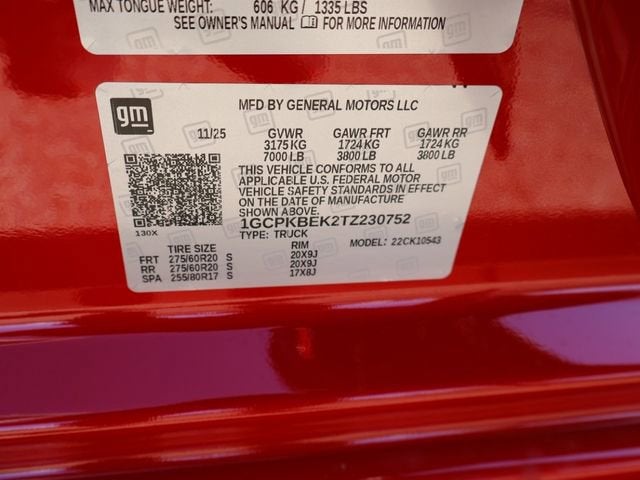 MAX TONGUE WEIGHT: 606 KG / 1335 LBS
SEE OWNER'S MANUAL FOR MORE INFORMATION
gm
MFD BY GENERAL MOTORS LLC
11/25 GVWR GAWR FRT GAWR RR
3175 KG 1724 KG 1724 KG
7000 LB 3800 LB 3800 LB
THIS VEHICLE CONFORMS TO ALL
APPLICABLE U.S. FEDERAL MOTOR
VEHICLE SAFETY STANDARDS IN EFFECT
ON THE DATE OF MANUFACTURE
SHOWN ABOVE.
1GCPKBEK2TZ230752
130X TYPE: TRUCK MODEL: 22CK10543
TIRE SIZE RIM
FRT 275/60R20 S 20X9J
RR 275/60R20 S 20X9J
SPA 255/80R17 S 17X8J